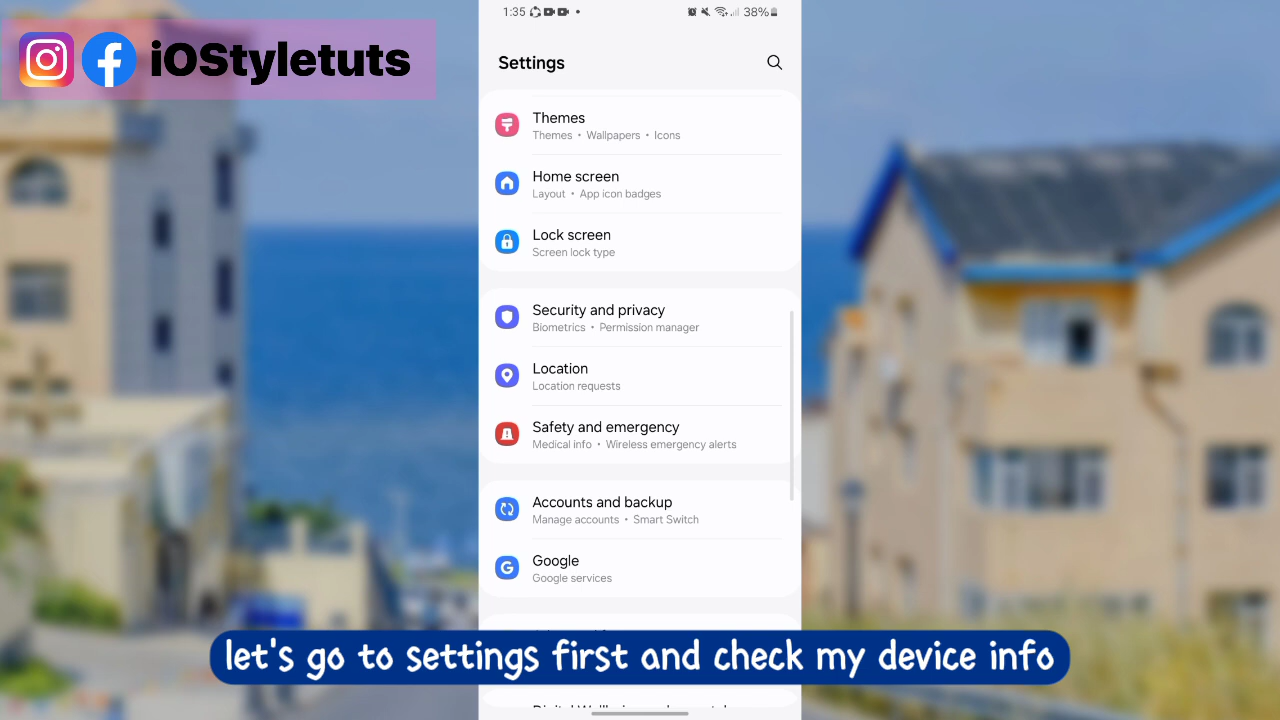 iOStyletuts
1:35
38%
Settings
Themes
Themes • Wallpapers • Icons
Home screen
Layout • App icon badges
Lock screen
Screen lock type
Security and privacy
Biometrics • Permission manager
Location
Location requests
Safety and emergency
Medical info • Wireless emergency alerts
Accounts and backup
Manage accounts • Smart Switch
Google
Google services
let's go to settings first and check my device info